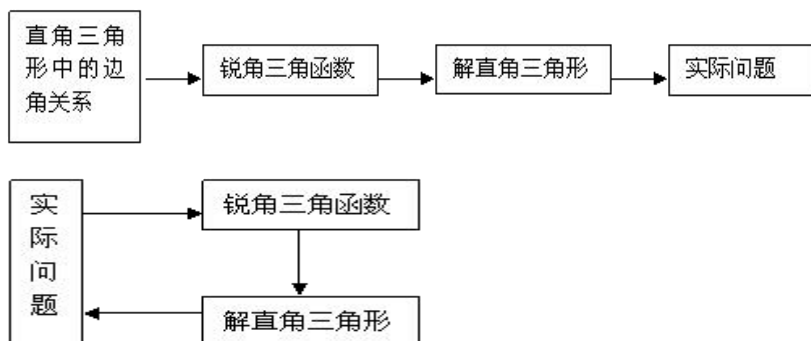 直角三角
形中的边
角关系
锐角三角函数
解直角三角形
实际问题
实
际
问
题
锐角三角函数
解直角三角形